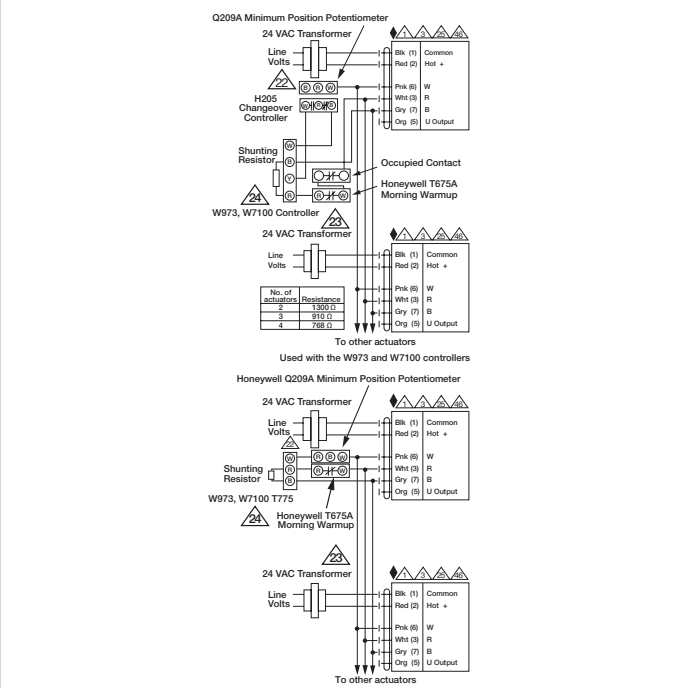 Q209A Minimum Position Potentiometer
24 VAC Transformer
1 3 25 46
Line
Volts
Blk (1) Common
Red (2) Hot +
22
B R W
Pnk (6) W
H205
Changeover
Controller
W R B
Wht (3) R
Gry (7) B
Org (5) U Output
W
Shunting
Resistor
B
Occupied Contact
Y
Honeywell T675A
Morning Warmup
R
R W
24
W973, W7100 Controller
23
24 VAC Transformer
1 3 25 46
Line
Volts
Blk (1) Common
Red (2) Hot +
Pnk (6) W
No. of
actuators Resistance
2 1300 Ω
3 910 Ω
4 768 Ω
Wht (3) R
Gry (7) B
Org (5) U Output
To other actuators
Used with the W973 and W7100 controllers
Honeywell Q209A Minimum Position Potentiometer
24 VAC Transformer
1 3 25 46
Line
Volts
Blk (1) Common
Red (2) Hot +
22
W
R B W
Pnk (6) W
Shunting
Resistor
R
R W
Wht (3) R
B
Gry (7) B
Org (5) U Output
W973, W7100 T775
24
Honeywell T675A
Morning Warmup
23
24 VAC Transformer
1 3 25 46
Line
Volts
Blk (1) Common
Red (2) Hot +
Pnk (6) W
Wht (3) R
Gry (7) B
Org (5) U Output
To other actuators